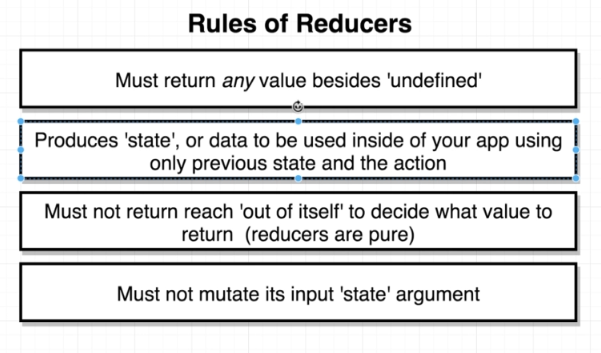 Rules of Reducers
Must return any value besides 'undefined'
Produces 'state', or data to be used inside of your app using
only previous state and the action
Must not return reach 'out of itself' to decide what value to
return (reducers are pure)
Must not mutate its input 'state' argument